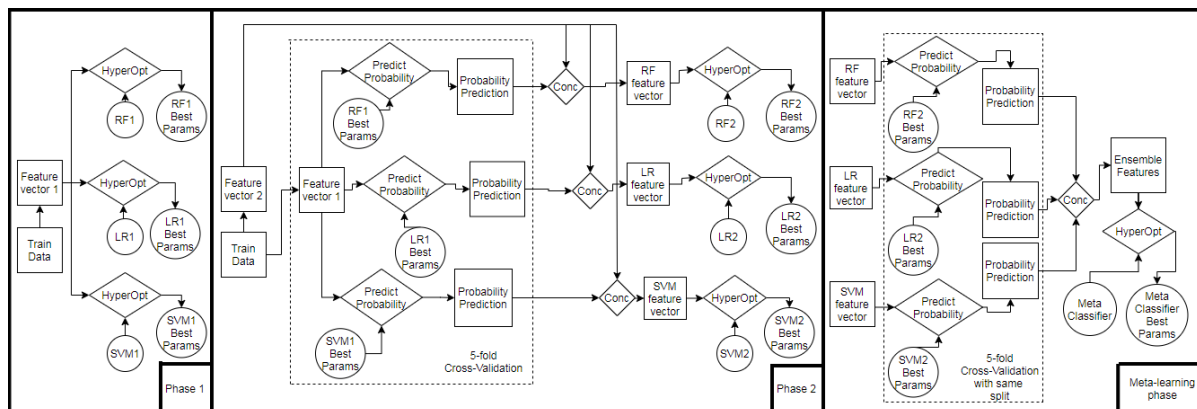 HyperOpt
RF1
RF1
Best
Params
Feature
vector 1
HyperOpt
Train
Data
LR1
LR1
Best
Params
HyperOpt
SVM1
SVM1
Best
Params
Phase 1
Feature
vector 2
Train
Data
Feature
vector 1
Predict
Probability
RF1
Best
Params
Probability
Prediction
Conc
RF
feature
vector
HyperOpt
RF2
RF2
Best
Params
Predict
Probability
LR1
Best
Params
Probability
Prediction
Conc
LR
feature
vector
HyperOpt
LR2
LR2
Best
Params
Predict
Probability
SVM1
Best
Params
Probability
Prediction
Conc
SVM
feature
vector
HyperOpt
SVM2
SVM2
Best
Params
5-fold
Cross-Validation
Phase 2
RF
feature
vector
Predict
Probability
RF2
Best
Params
Probability
Prediction
LR
feature
vector
Predict
Probability
LR2
Best
Params
Probability
Prediction
SVM
feature
vector
Predict
Probability
SVM2
Best
Params
Probability
Prediction
Conc
Ensemble
Features
HyperOpt
Meta
Classifier
Meta
Classifier
Best
Params
5-fold
Cross-Validation
with same
split
Meta-learning
phase